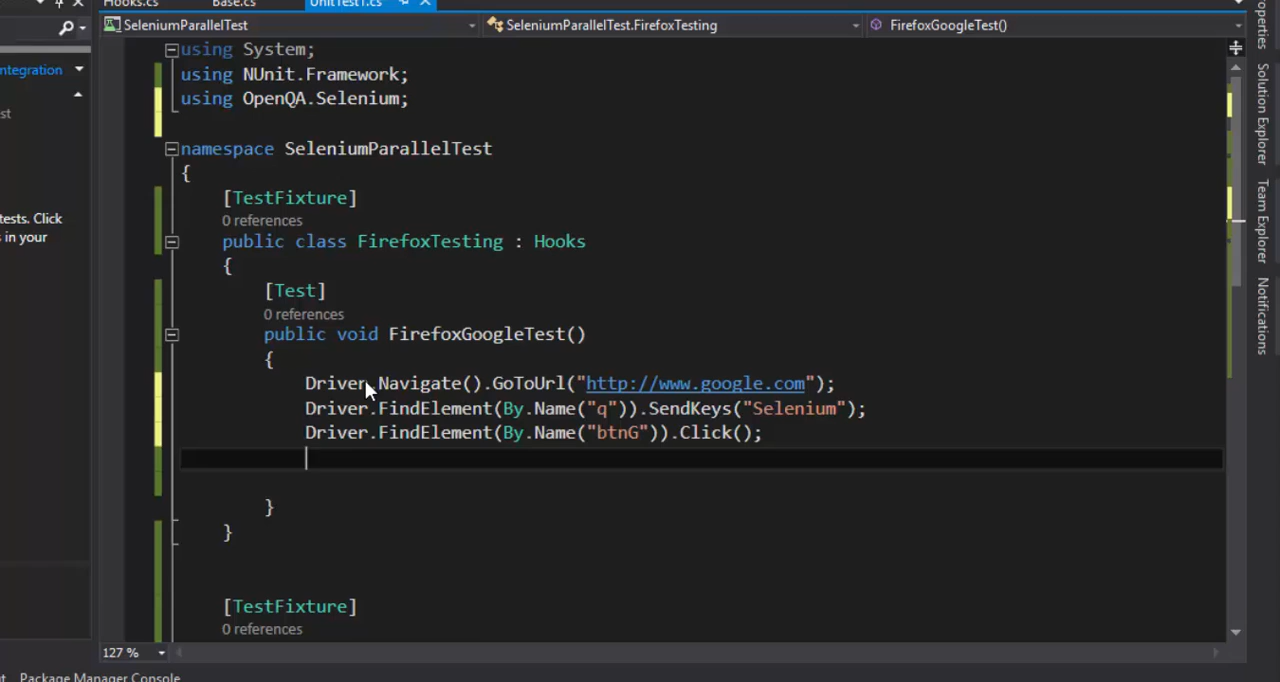 Hooks.cs Base.cs UnitTest1.cs
SeleniumParallelTest SeleniumParallelTest.FirefoxTesting FirefoxGoogleTest()
using System;
using NUnit.Framework;
using OpenQA.Selenium;
namespace SeleniumParallelTest
{
[TestFixture]
0 references
public class FirefoxTesting : Hooks
{
[Test]
0 references
public void FirefoxGoogleTest()
{
Driver.Navigate().GoToUrl("http://www.google.com");
Driver.FindElement(By.Name("q")).SendKeys("Selenium");
Driver.FindElement(By.Name("btnG")).Click();
}
}
[TestFixture]
0 references
127 %
Package Manager Console
ntegration
st
tests. Click
s in your
operties
Solution Explorer
Team Explorer
Notifications